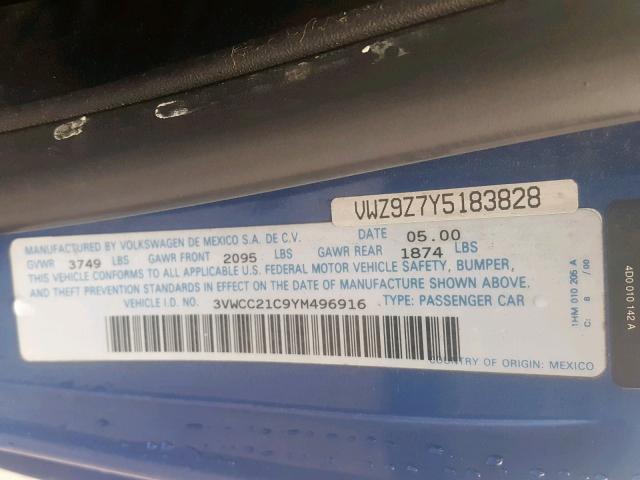 VWZ9Z7Y5183828
MANUFACTURED BY VOLKSWAGEN DE MEXICO S.A. DE C.V. DATE 05.00
GVWR 3749 LBS GAWR FRONT 2095 LBS GAWR REAR 1874 LBS
THIS VEHICLE CONFORMS TO ALL APPLICABLE U.S. FEDERAL MOTOR VEHICLE SAFETY, BUMPER,
AND THEFT PREVENTION STANDARDS IN EFFECT ON THE DATE OF MANUFACTURE SHOWN ABOVE.
VEHICLE I.D. NO. 3VWCC21C9YM496916 TYPE: PASSENGER CAR
COUNTRY OF ORIGIN: MEXICO
1HM 010 205 A
C: 8 /00
4D0 010 142 A